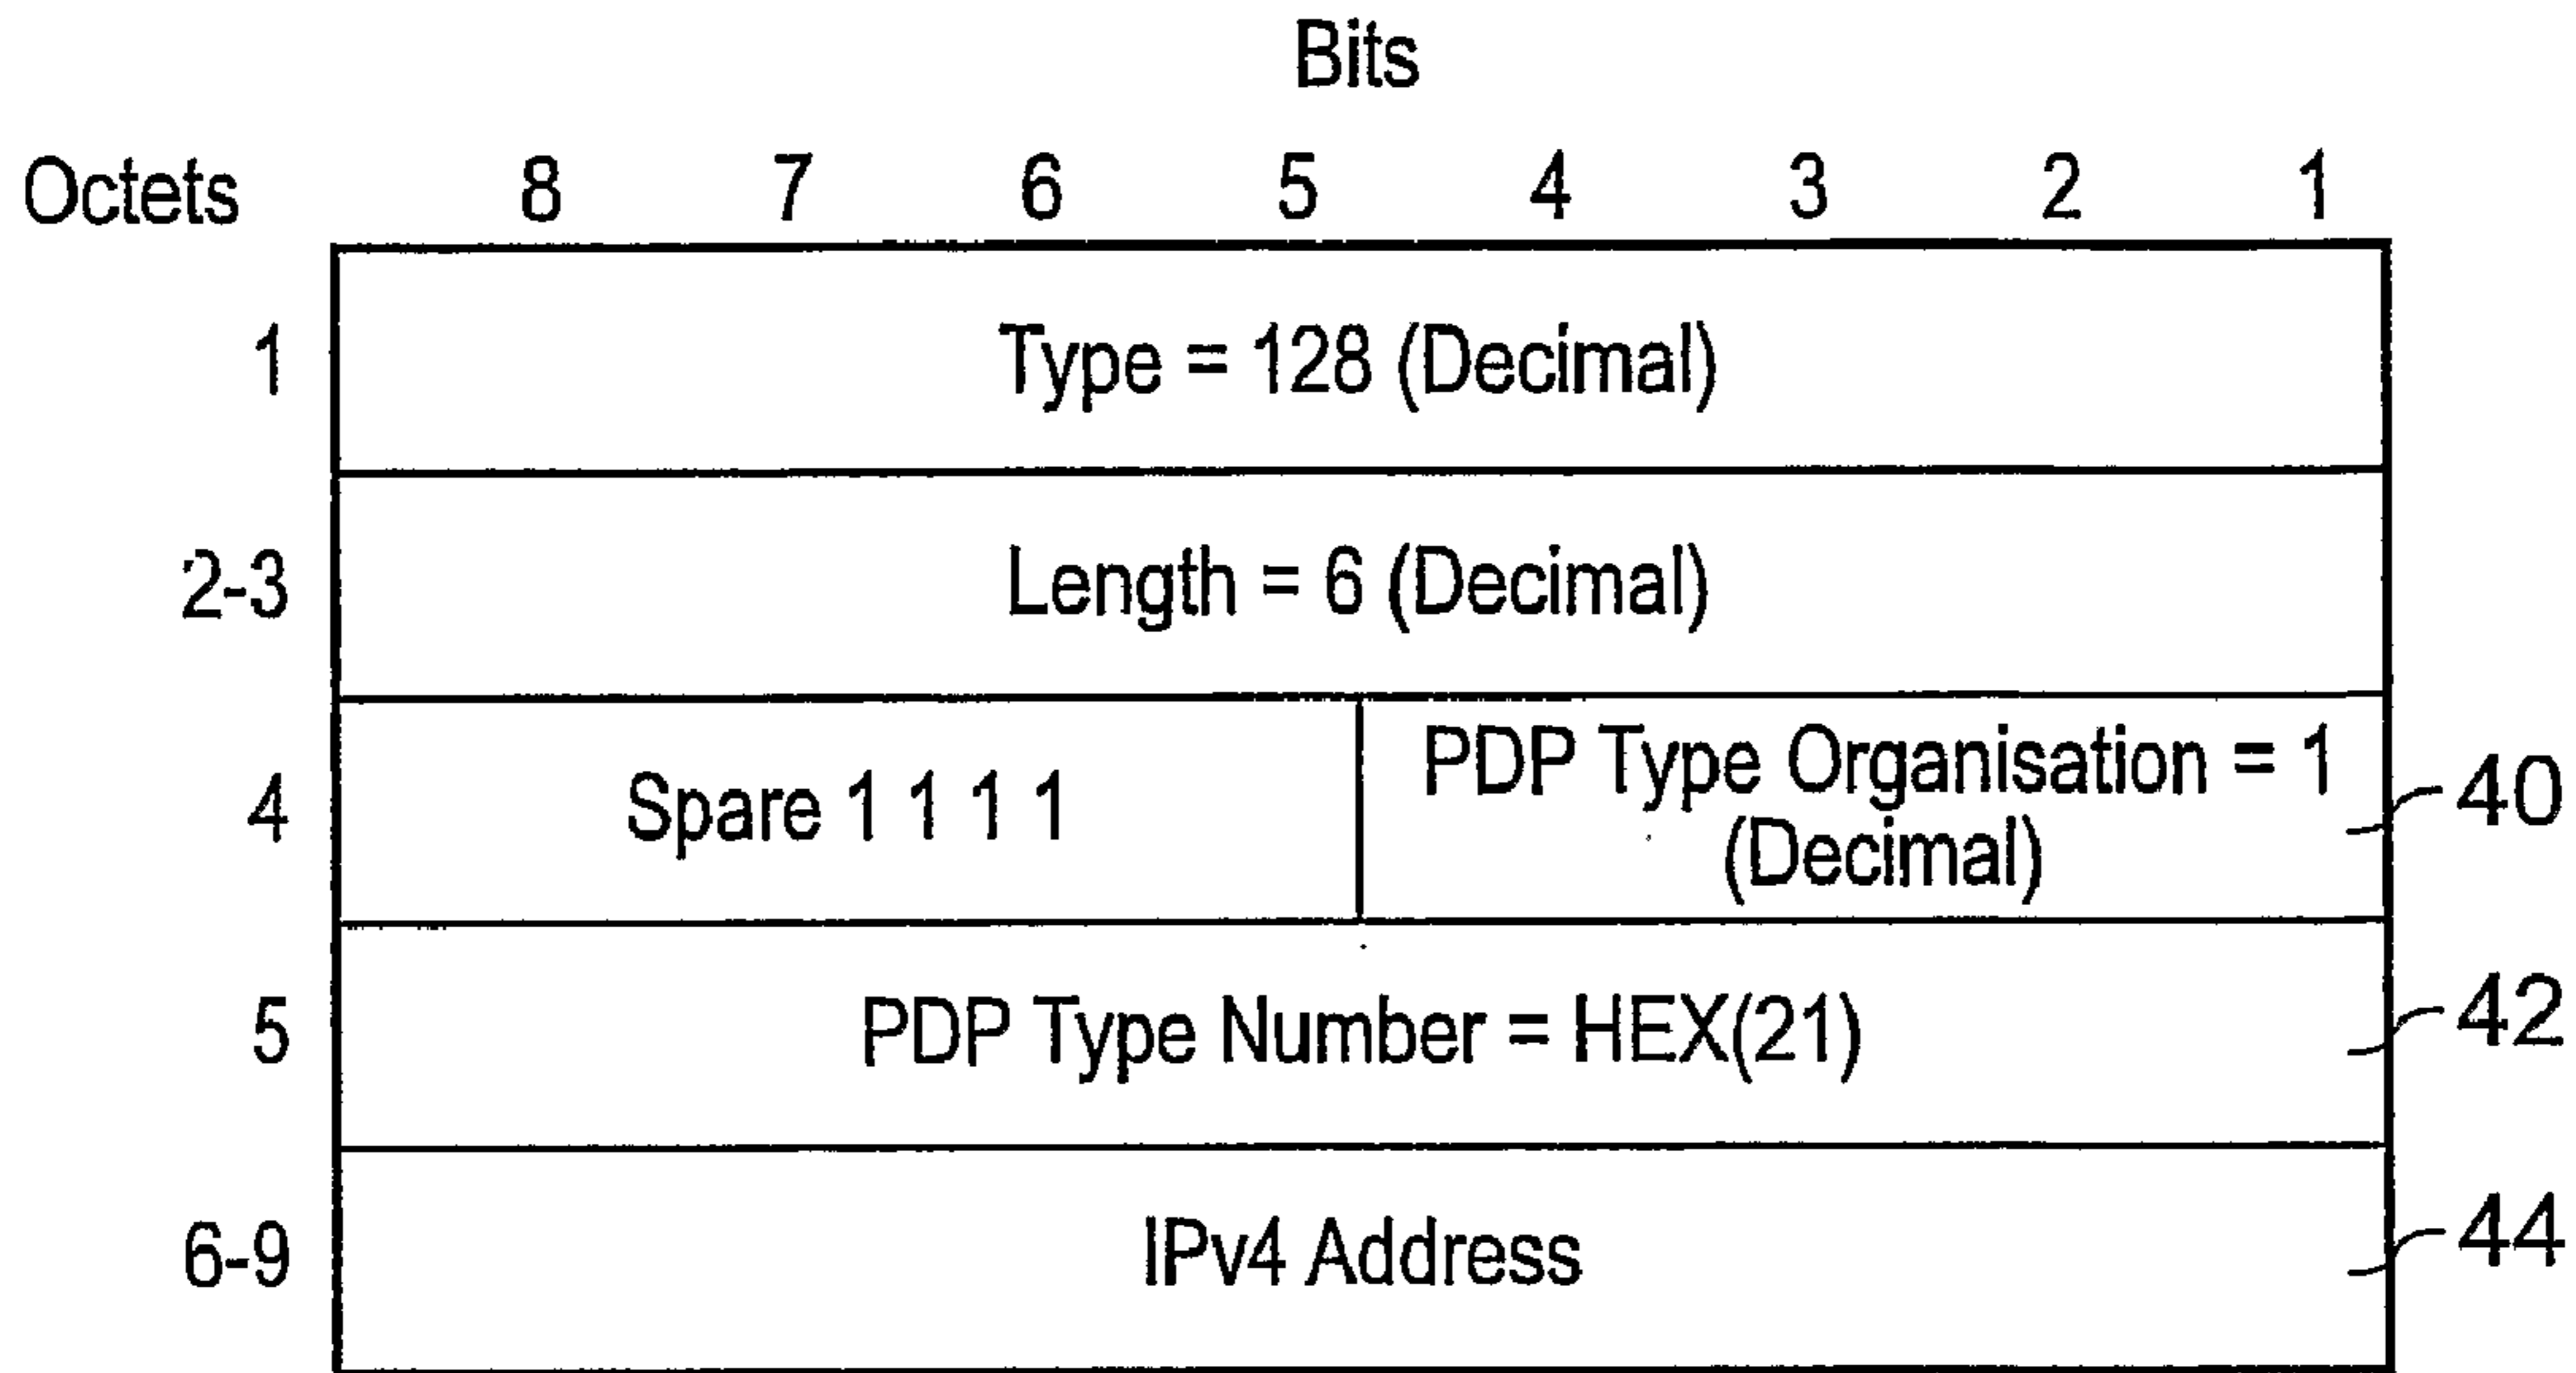 Bits
Octets 8 7 6 5 4 3 2 1
1 Type = 128 (Decimal)
2-3 Length = 6 (Decimal)
4 Spare 1 1 1 1 PDP Type Organisation = 1 (Decimal) 40
5 PDP Type Number = HEX(21) 42
6-9 IPv4 Address 44